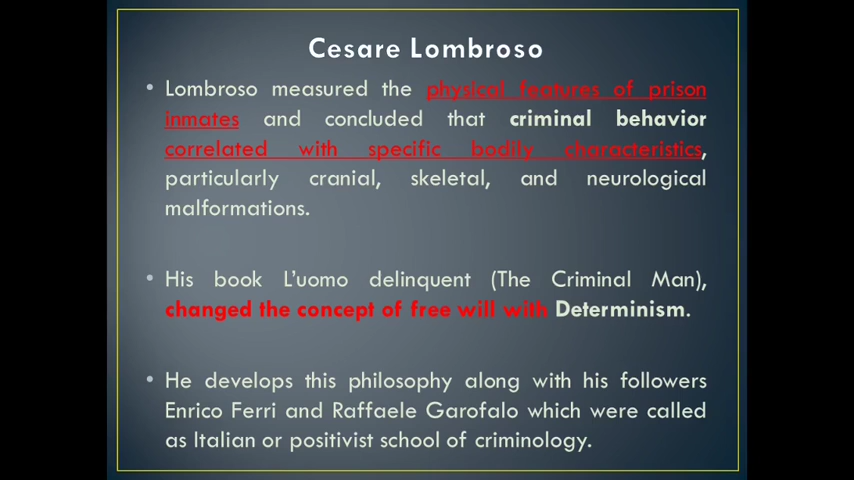 Cesare Lombroso
• Lombroso measured the physical features of prison
inmates and concluded that criminal behavior
correlated with specific bodily characteristics,
particularly cranial, skeletal, and neurological
malformations.
• His book L'uomo delinquent (The Criminal Man),
changed the concept of free will with Determinism.
• He develops this philosophy along with his followers
Enrico Ferri and Raffaele Garofalo which were called
as Italian or positivist school of criminology.